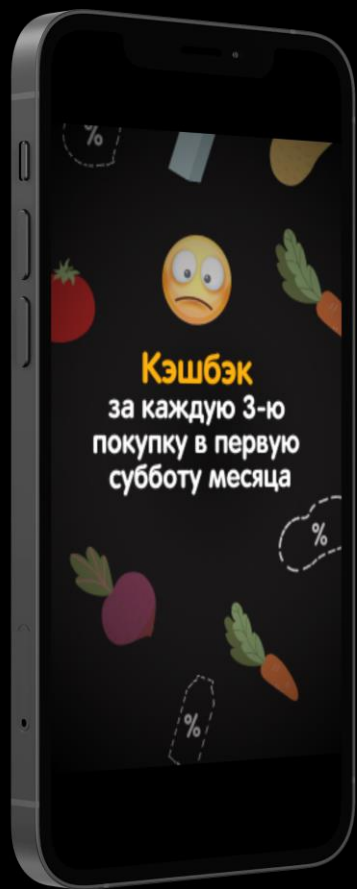 %
Кэшбэк
за каждую 3-ю
покупку в первую
субботу месяца
%
%